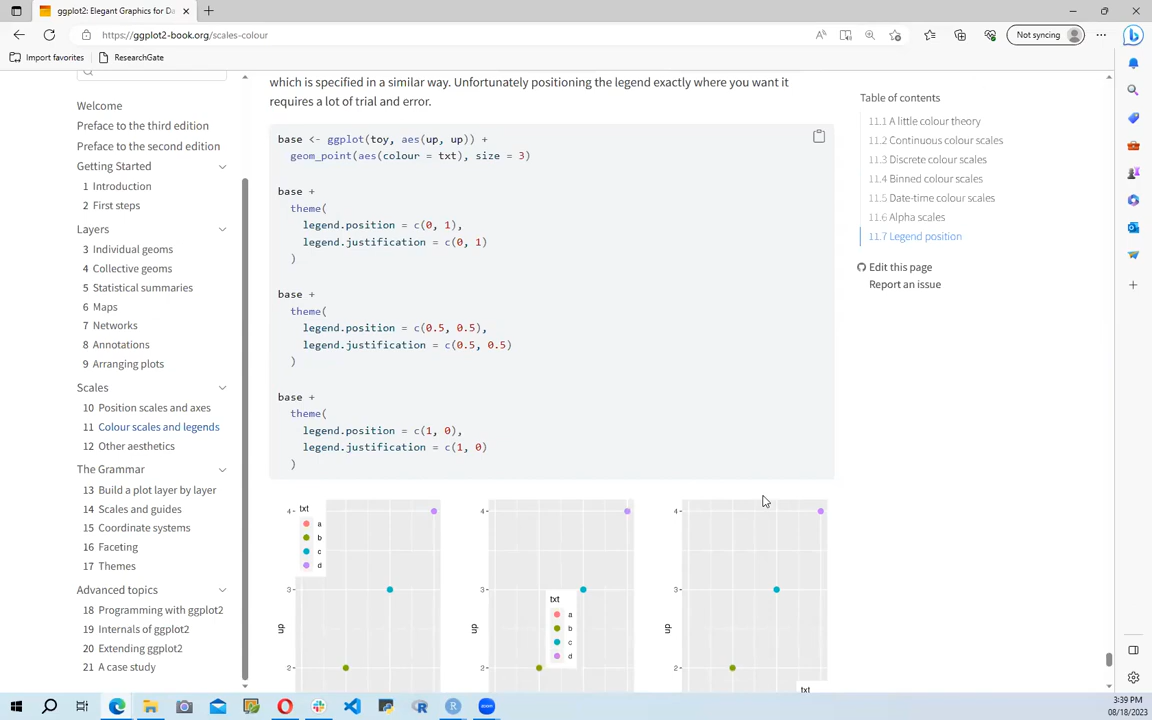 ggplot2: Elegant Graphics for Da
https://ggplot2-book.org/scales-colour
Not syncing
Import favorites
ResearchGate
Welcome
Preface to the third edition
Preface to the second edition
Getting Started
1 Introduction
2 First steps
Layers
3 Individual geoms
4 Collective geoms
5 Statistical summaries
6 Maps
7 Networks
8 Annotations
9 Arranging plots
Scales
10 Position scales and axes
11 Colour scales and legends
12 Other aesthetics
The Grammar
13 Build a plot layer by layer
14 Scales and guides
15 Coordinate systems
16 Faceting
17 Themes
Advanced topics
18 Programming with ggplot2
19 Internals of ggplot2
20 Extending ggplot2
21 A case study
which is specified in a similar way. Unfortunately positioning the legend exactly where you want it
requires a lot of trial and error.
base <- ggplot(toy, aes(up, up)) +
geom_point(aes(colour = txt), size = 3)
base +
theme(
legend.position = c(0, 1),
legend.justification = c(0, 1)
)
base +
theme(
legend.position = c(0.5, 0.5),
legend.justification = c(0.5, 0.5)
)
base +
theme(
legend.position = c(1, 0),
legend.justification = c(1, 0)
)
4
txt
a
b
c
d
3
up
2
4
3
txt
a
b
c
d
up
2
4
3
up
2
txt
Table of contents
11.1 A little colour theory
11.2 Continuous colour scales
11.3 Discrete colour scales
11.4 Binned colour scales
11.5 Date-time colour scales
11.6 Alpha scales
11.7 Legend position
Edit this page
Report an issue
3:39 PM
08/18/2023